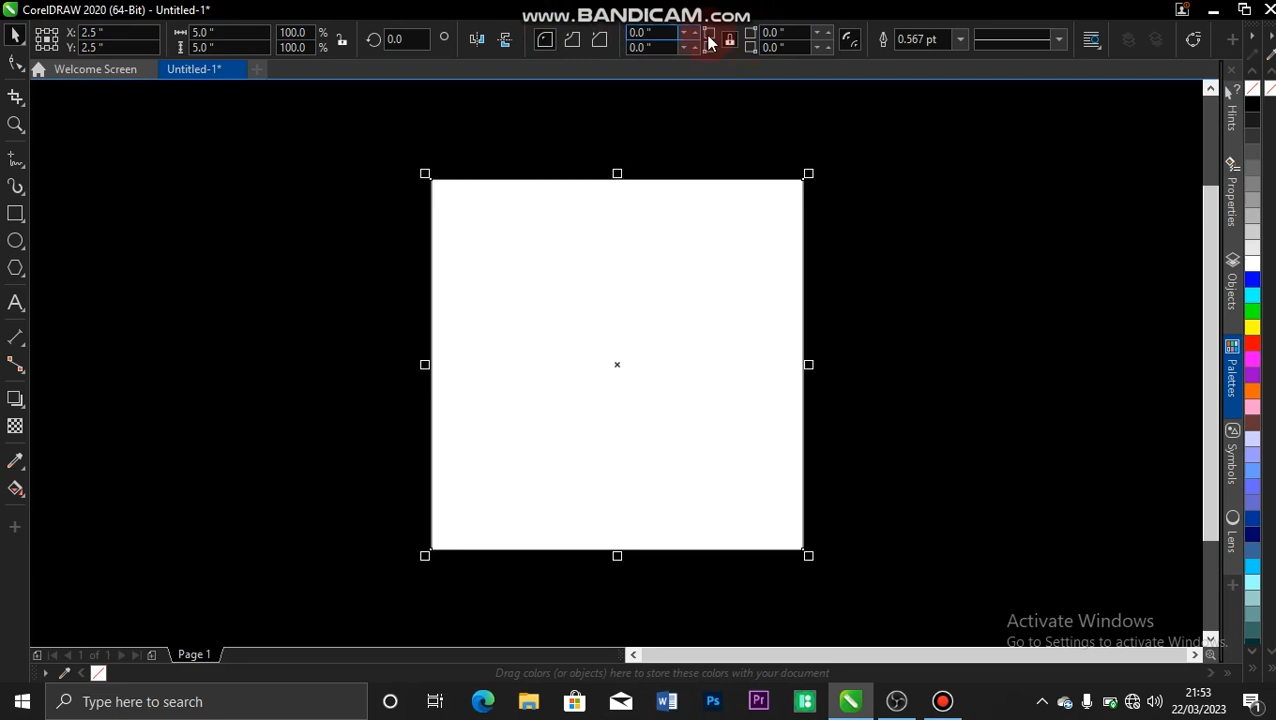 CorelDRAW 2020 (64-Bit) - Untitled-1*
www.BANDICAM.com
X: 2.5 " 5.0 " 100.0 % 0.0 0.0 " 0.0 " 0.567 pt
Y: 2.5 " 5.0 " 100.0 % 0.0 " 0.0 "
Welcome Screen Untitled-1*
Hints
Properties
Objects
Palettes
Symbols
Lens
Activate Windows
Go to Settings to activate Windows.
1 of 1 Page 1
Drag colors (or objects) here to store these colors with your document
Type here to search
21:53
22/03/2023